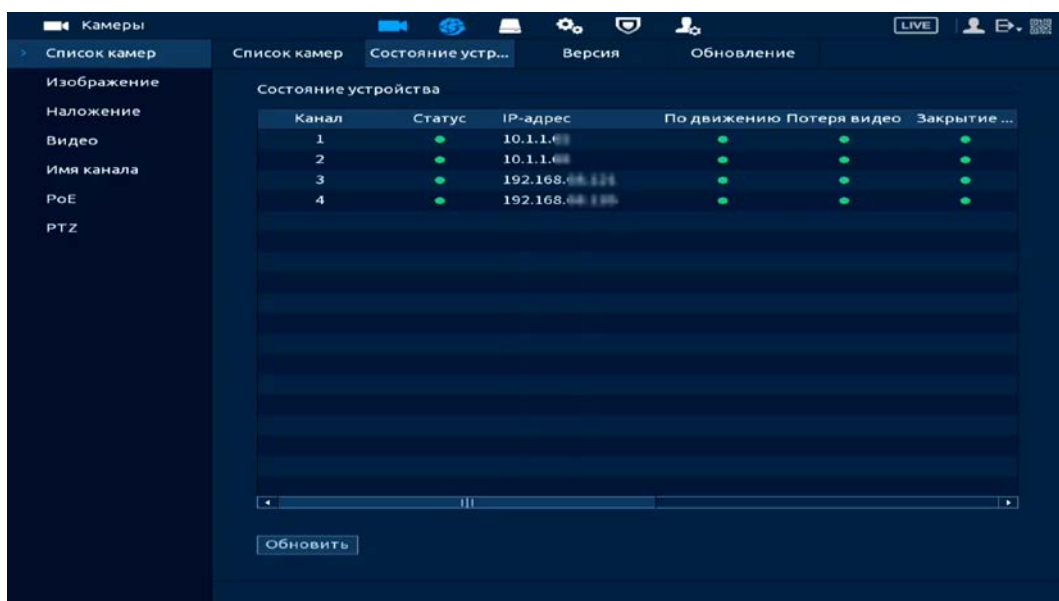 Камеры LIVE
Список камер
Изображение
Наложение
Видео
Имя канала
PoE
PTZ
Список камер Состояние устр... Версия Обновление
Состояние устройства
Канал Статус IP-адрес По движению Потеря видео Закрытие ...
1 10.1.1.
2 10.1.1.
3 192.168.
4 192.168.
Обновить